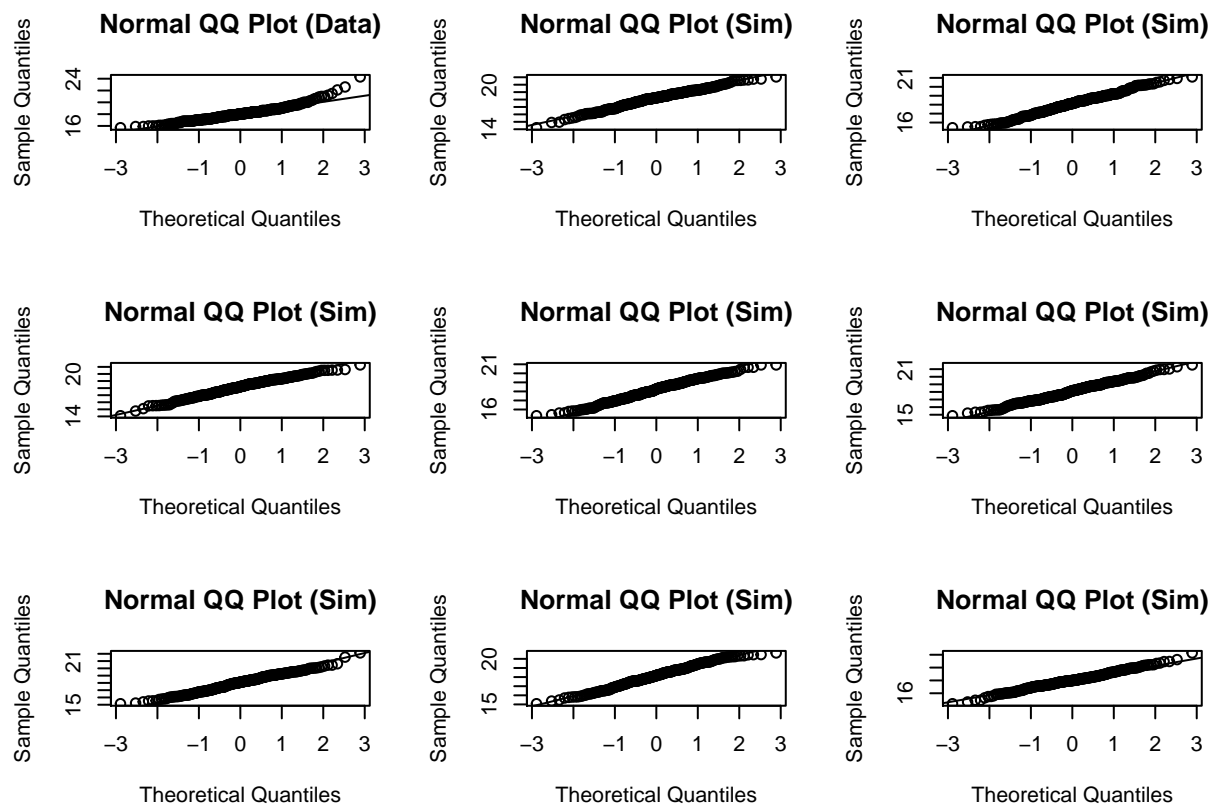 Normal QQ Plot (Data)
Sample Quantiles
24
16
−3 −1 0 1 2 3
Theoretical Quantiles
Normal QQ Plot (Sim)
Sample Quantiles
20
14
−3 −1 0 1 2 3
Theoretical Quantiles
Normal QQ Plot (Sim)
Sample Quantiles
21
16
−3 −1 0 1 2 3
Theoretical Quantiles
Normal QQ Plot (Sim)
Sample Quantiles
20
14
−3 −1 0 1 2 3
Theoretical Quantiles
Normal QQ Plot (Sim)
Sample Quantiles
21
16
−3 −1 0 1 2 3
Theoretical Quantiles
Normal QQ Plot (Sim)
Sample Quantiles
21
15
−3 −1 0 1 2 3
Theoretical Quantiles
Normal QQ Plot (Sim)
Sample Quantiles
21
15
−3 −1 0 1 2 3
Theoretical Quantiles
Normal QQ Plot (Sim)
Sample Quantiles
20
15
−3 −1 0 1 2 3
Theoretical Quantiles
Normal QQ Plot (Sim)
Sample Quantiles
16
−3 −1 0 1 2 3
Theoretical Quantiles